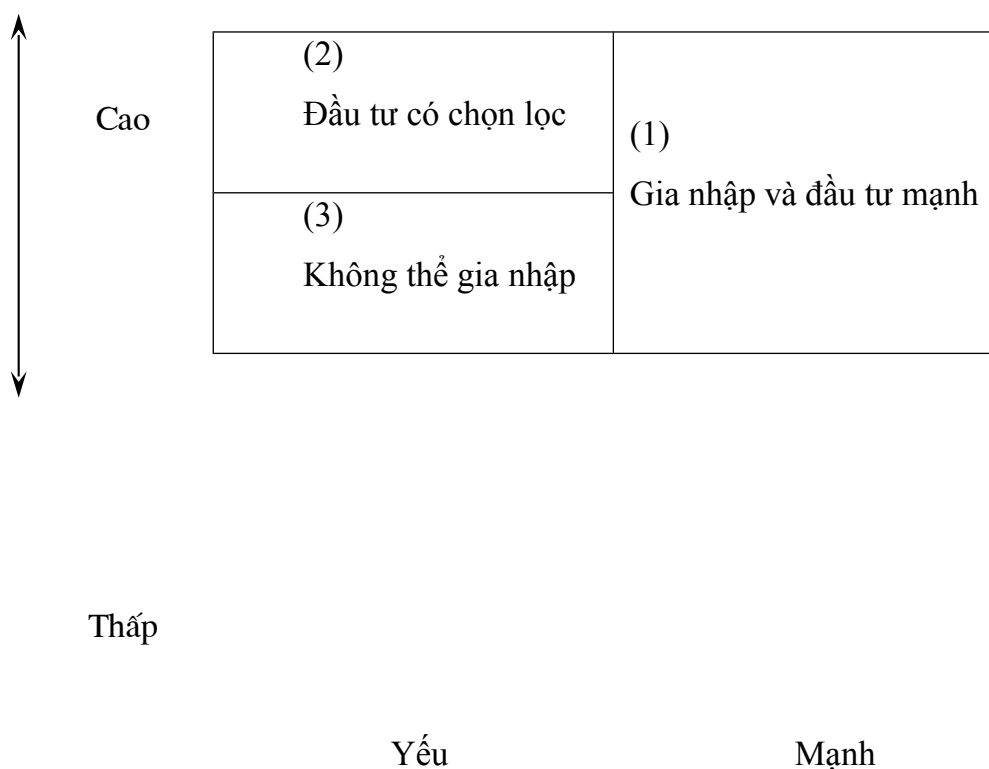 Cao
(2)
Đầu tư có chọn lọc
(1)
Gia nhập và đầu tư mạnh
(3)
Không thể gia nhập
Thấp
Yếu
Mạnh